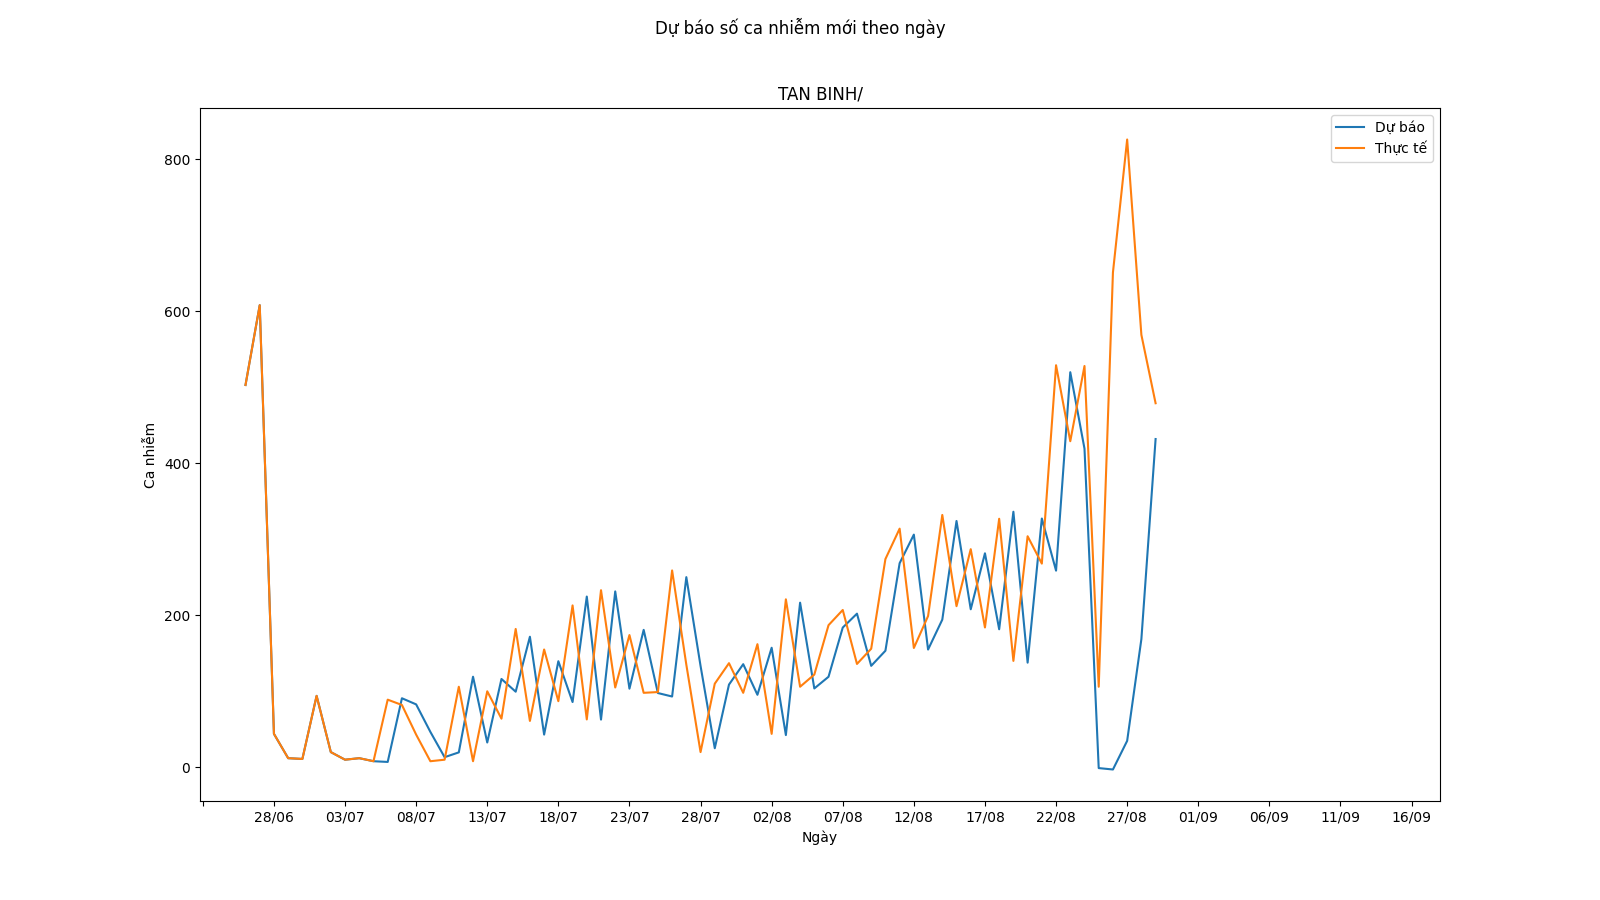 Dự báo số ca nhiễm mới theo ngày
TAN BINH/
Dự báo
Thực tế
800
600
400
200
0
Ca nhiễm
28/06 03/07 08/07 13/07 18/07 23/07 28/07 02/08 07/08 12/08 17/08 22/08 27/08 01/09 06/09 11/09 16/09
Ngày